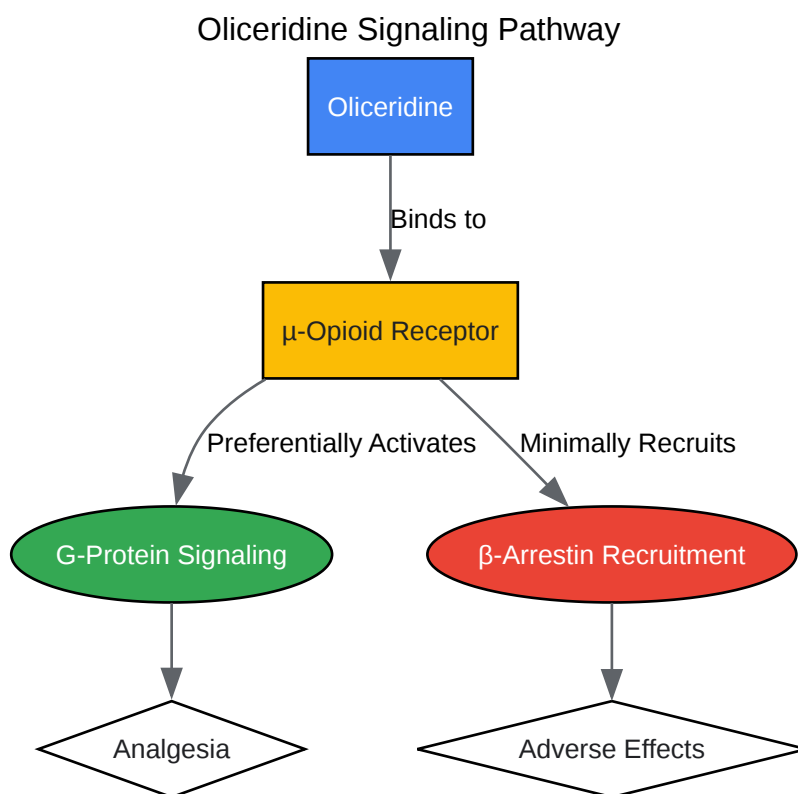 Oliceridine Signaling Pathway
Oliceridine
Binds to
µ-Opioid Receptor
Preferentially Activates
Minimally Recruits
G-Protein Signaling
β-Arrestin Recruitment
Analgesia
Adverse Effects